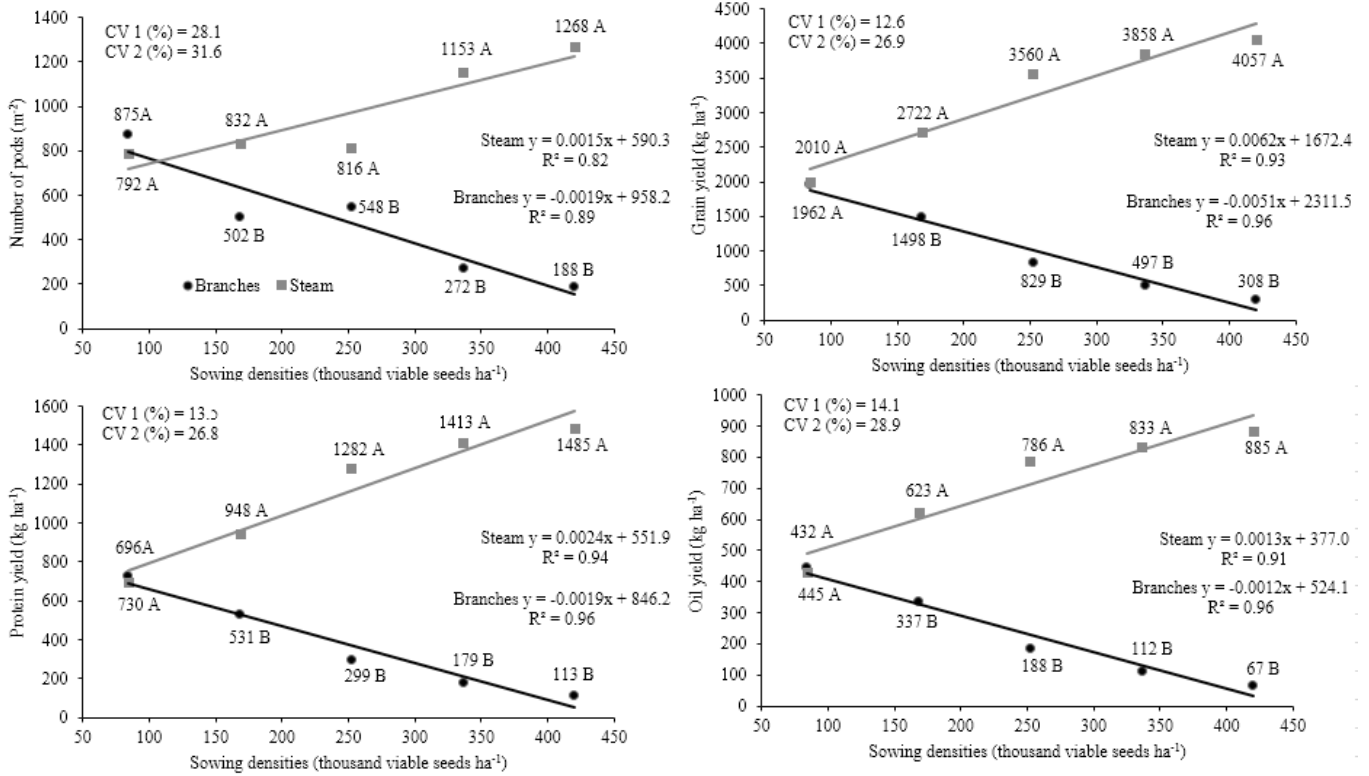 CV 1 (%) = 28.1
CV 2 (%) = 31.6
1400
1200
1000
800
600
400
200
0
Number of pods (m⁻²)
875A
792 A
832 A
502 B
816 A
548 B
1153 A
272 B
1268 A
188 B
Steam y = 0.0015x + 590.3
R² = 0.82
Branches y = -0.0019x + 958.2
R² = 0.89
Branches
Steam
50 100 150 200 250 300 350 400 450
Sowing densities (thousand viable seeds ha⁻¹)
CV 1 (%) = 12.6
CV 2 (%) = 26.9
4500
4000
3500
3000
2500
2000
1500
1000
500
0
Grain yield (kg ha⁻¹)
2010 A
1962 A
2722 A
1498 B
3560 A
829 B
3858 A
497 B
4057 A
308 B
Steam y = 0.0062x + 1672.4
R² = 0.93
Branches y = -0.0051x + 2311.5
R² = 0.96
50 100 150 200 250 300 350 400 450
Sowing densities (thousand viable seeds ha⁻¹)
CV 1 (%) = 13.5
CV 2 (%) = 26.8
1600
1400
1200
1000
800
600
400
200
0
Protein yield (kg ha⁻¹)
696A
730 A
948 A
531 B
1282 A
299 B
1413 A
179 B
1485 A
113 B
Steam y = 0.0024x + 551.9
R² = 0.94
Branches y = -0.0019x + 846.2
R² = 0.96
50 100 150 200 250 300 350 400 450
Sowing densities (thousand viable seeds ha⁻¹)
CV 1 (%) = 14.1
CV 2 (%) = 28.9
1000
900
800
700
600
500
400
300
200
100
0
Oil yield (kg ha⁻¹)
432 A
445 A
623 A
337 B
786 A
188 B
833 A
112 B
885 A
67 B
Steam y = 0.0013x + 377.0
R² = 0.91
Branches y = -0.0012x + 524.1
R² = 0.96
50 100 150 200 250 300 350 400 450
Sowing densities (thousand viable seeds ha⁻¹)